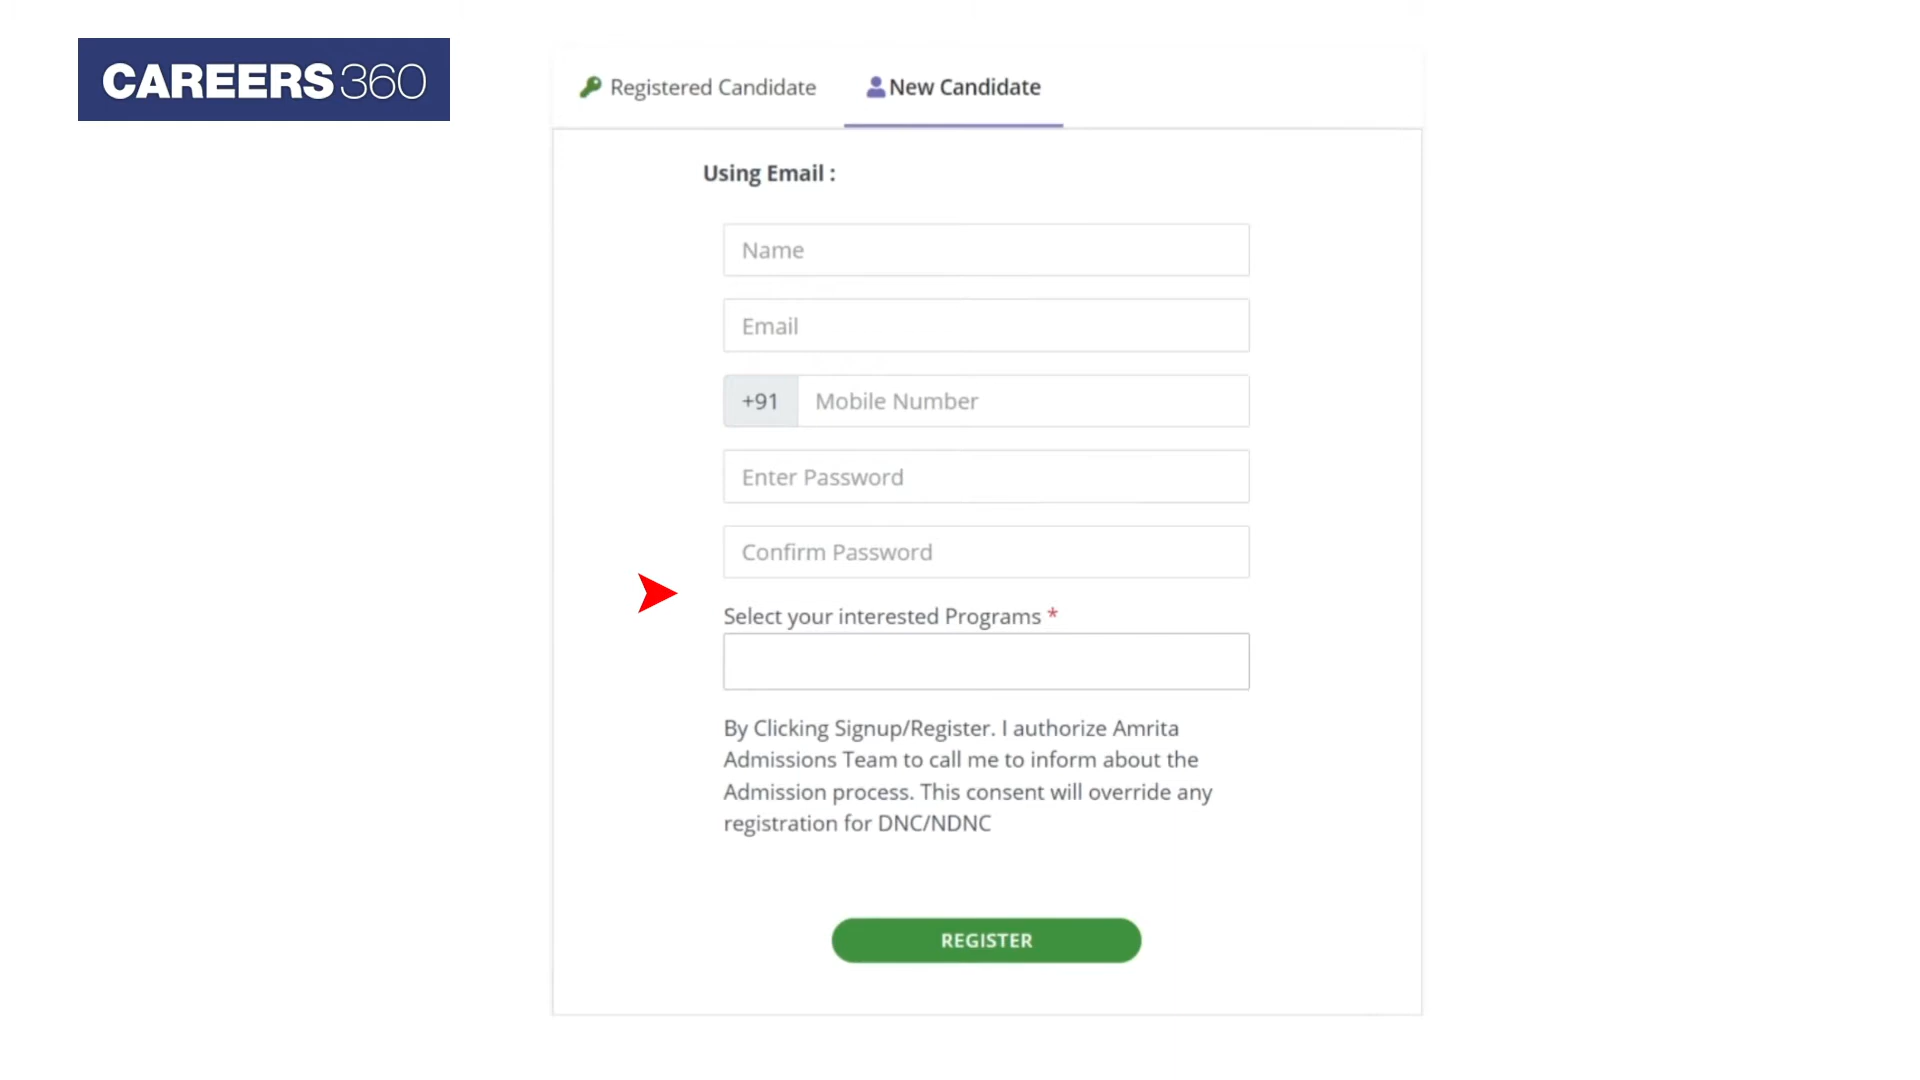 CAREERS360
Registered Candidate
New Candidate
Using Email :
Name
Email
+91
Mobile Number
Enter Password
Confirm Password
Select your interested Programs *
By Clicking Signup/Register. I authorize Amrita
Admissions Team to call me to inform about the
Admission process. This consent will override any
registration for DNC/NDNC
REGISTER